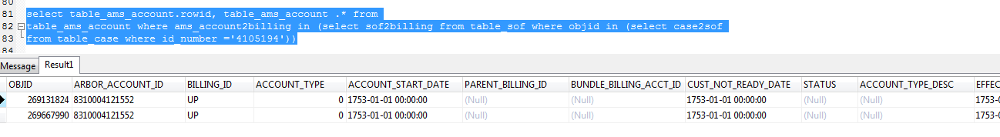 80
81 select table_ams_account.rowid, table_ams_account .* from
82 table_ams_account where ams_account2billing in (select sof2billing from table_sof where objid in (select case2sof
83 from table_case where id_number ='4105194'))
84
Message Result1
OBJID ARBOR_ACCOUNT_ID BILLING_ID ACCOUNT_TYPE ACCOUNT_START_DATE PARENT_BILLING_ID BUNDLE_BILLING_ACCT_ID CUST_NOT_READY_DATE STATUS ACCOUNT_TYPE_DESC EFFEC
269131824 8310004121552 UP 0 1753-01-01 00:00:00 (Null) (Null) 1753-01-01 00:00:00 (Null) (Null) 1753-0
269667990 8310004121552 UP 0 1753-01-01 00:00:00 (Null) (Null) 1753-01-01 00:00:00 (Null) (Null) 1753-0